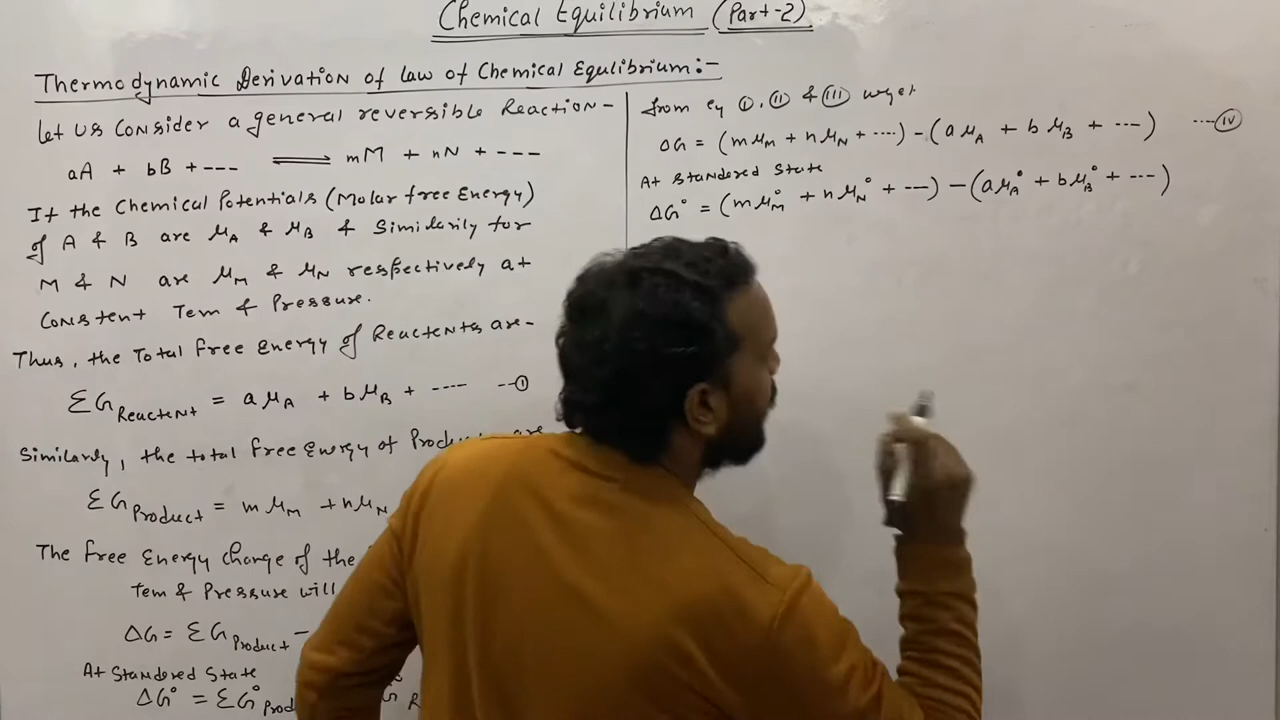 Chemical Equilibrium (Part-2)
Thermodynamic Derivation of Law of Chemical Equlibrium:-
Let us Consider a general reversible Reaction-
aA + bB + --- ⇌ mM + nN + ---
If the Chemical Potentials (Molar free Energy)
of A & B are μA & μB & Similarily for
M & N are μM & μN respectively at
Constent Tem & Pressure.
Thus, the Total free energy of Reactents are-
ΣG Reactent = aμA + bμB + ---- --①
Similarly, the total free Energy of are
ΣG Product = mμM + nμN
The free Energy Change of the
Tem & Pressure will
ΔG = ΣG Product -
At Standered State
ΔG° = ΣG° Prod G R
from eq ①, ② & ③ we get
ΔG = (mμM + nμN + ----) - (aμA + bμB + ---) ---Ⓘⓥ
At Standered State
ΔG° = (mμ°M + nμ°N + ---) - (aμ°A + bμ°B + ---)